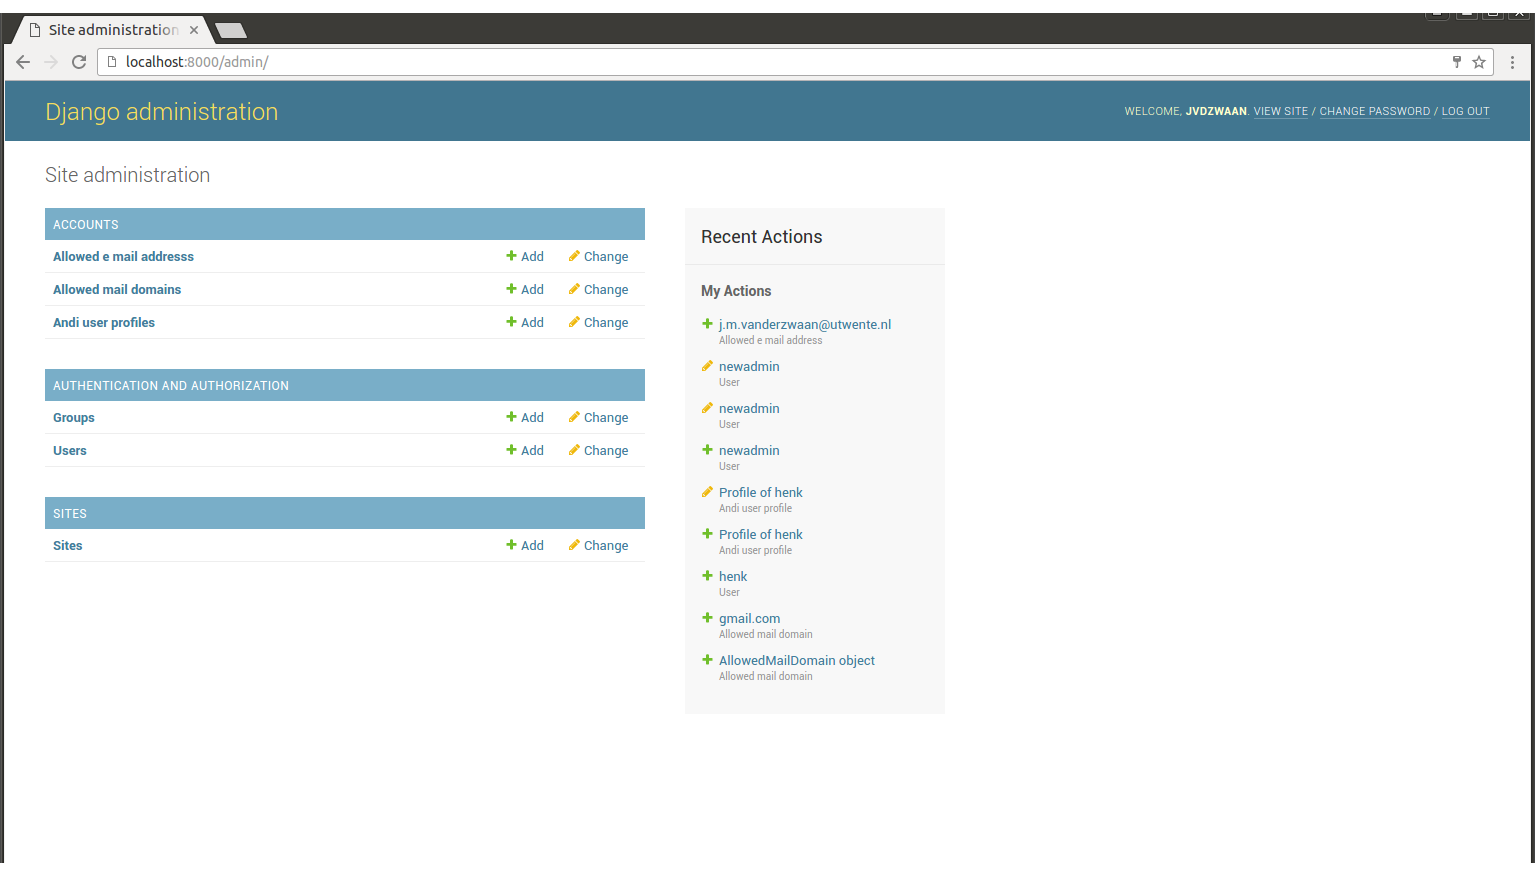 Site administration
localhost:8000/admin/
Django administration
WELCOME, JVDZWAAN. VIEW SITE / CHANGE PASSWORD / LOG OUT
Site administration
ACCOUNTS
Allowed e mail addresss Add Change
Allowed mail domains Add Change
Andi user profiles Add Change
AUTHENTICATION AND AUTHORIZATION
Groups Add Change
Users Add Change
SITES
Sites Add Change
Recent Actions
My Actions
j.m.vanderzwaan@utwente.nl
Allowed e mail address
newadmin
User
newadmin
User
newadmin
User
Profile of henk
Andi user profile
Profile of henk
Andi user profile
henk
User
gmail.com
Allowed mail domain
AllowedMailDomain object
Allowed mail domain